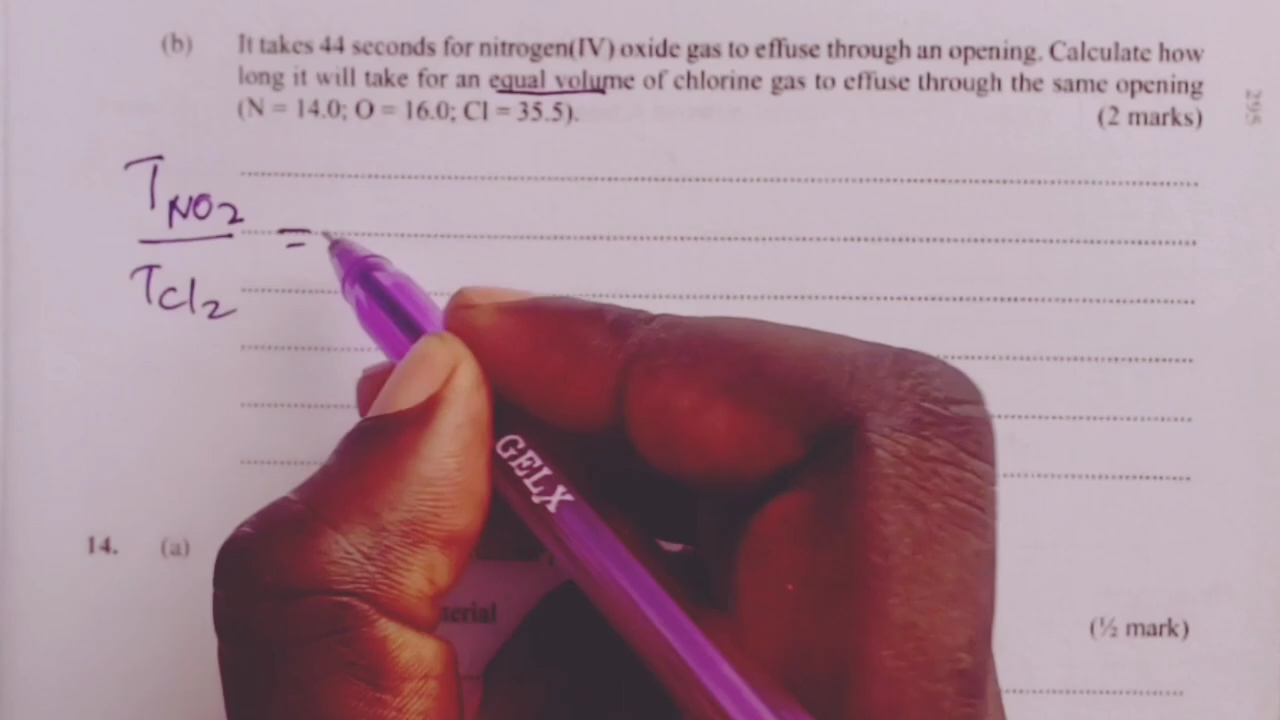 (b) It takes 44 seconds for nitrogen(IV) oxide gas to effuse through an opening. Calculate how
long it will take for an equal volume of chlorine gas to effuse through the same opening
(N = 14.0; O = 16.0; Cl = 35.5). (2 marks)
295
TNO2
=
TCl2
GELX
14. (a)
(½ mark)